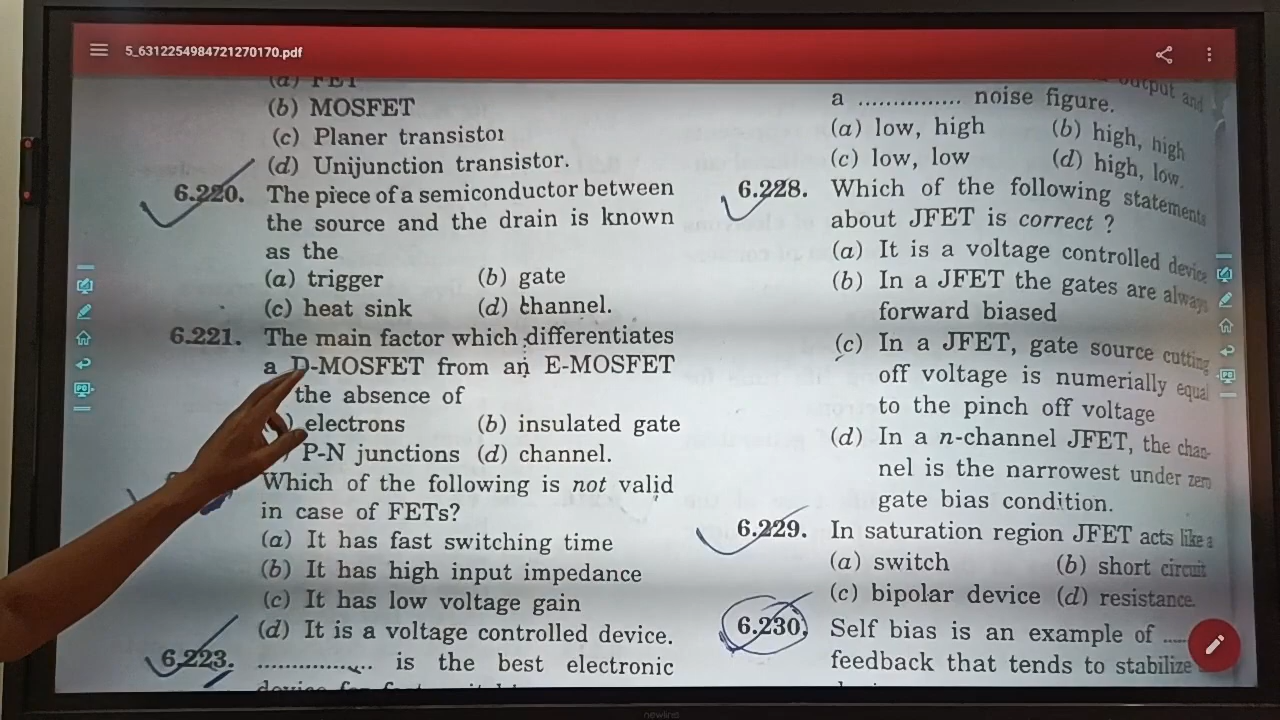 5_6312254984721270170.pdf
(a) FET
(b) MOSFET
(c) Planer transistor
(d) Unijunction transistor.
6.220. The piece of a semiconductor between
the source and the drain is known
as the
(a) trigger (b) gate
(c) heat sink (d) channel.
6.221. The main factor which differentiates
a D-MOSFET from an E-MOSFET
the absence of
electrons (b) insulated gate
P-N junctions (d) channel.
Which of the following is not valid
in case of FETs?
(a) It has fast switching time
(b) It has high input impedance
(c) It has low voltage gain
(d) It is a voltage controlled device.
6.223. .................. is the best electronic
output and
a ............... noise figure.
(a) low, high (b) high, high
(c) low, low (d) high, low.
6.228. Which of the following statements
about JFET is correct ?
(a) It is a voltage controlled device
(b) In a JFET the gates are always
forward biased
(c) In a JFET, gate source cutting
off voltage is numerially equal
to the pinch off voltage
(d) In a n-channel JFET, the chan-
nel is the narrowest under zero
gate bias condition.
6.229. In saturation region JFET acts like a
(a) switch (b) short circuit
(c) bipolar device (d) resistance.
6.230. Self bias is an example of .....
feedback that tends to stabilize
newline